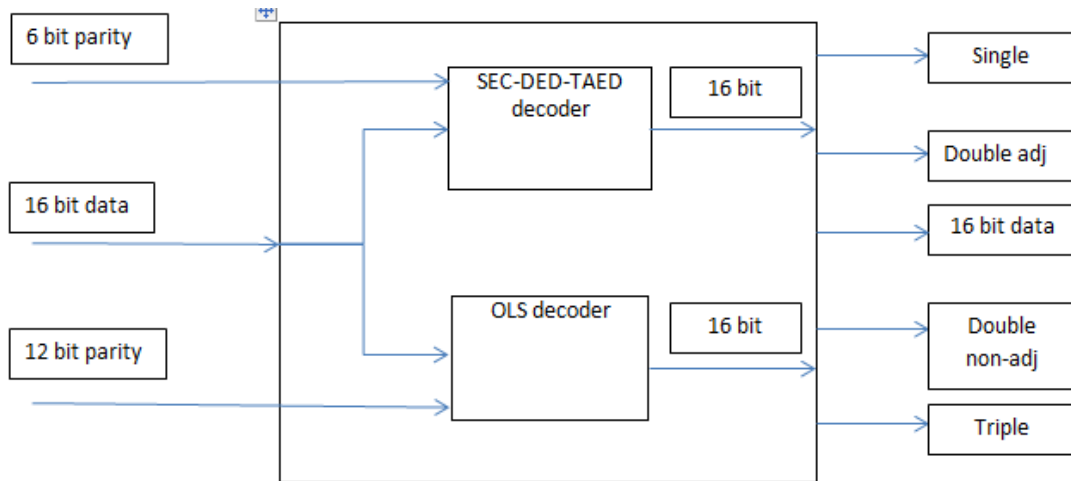 6 bit parity
16 bit data
12 bit parity
SEC-DED-TAED
decoder
16 bit
OLS decoder
16 bit
Single
Double adj
16 bit data
Double
non-adj
Triple